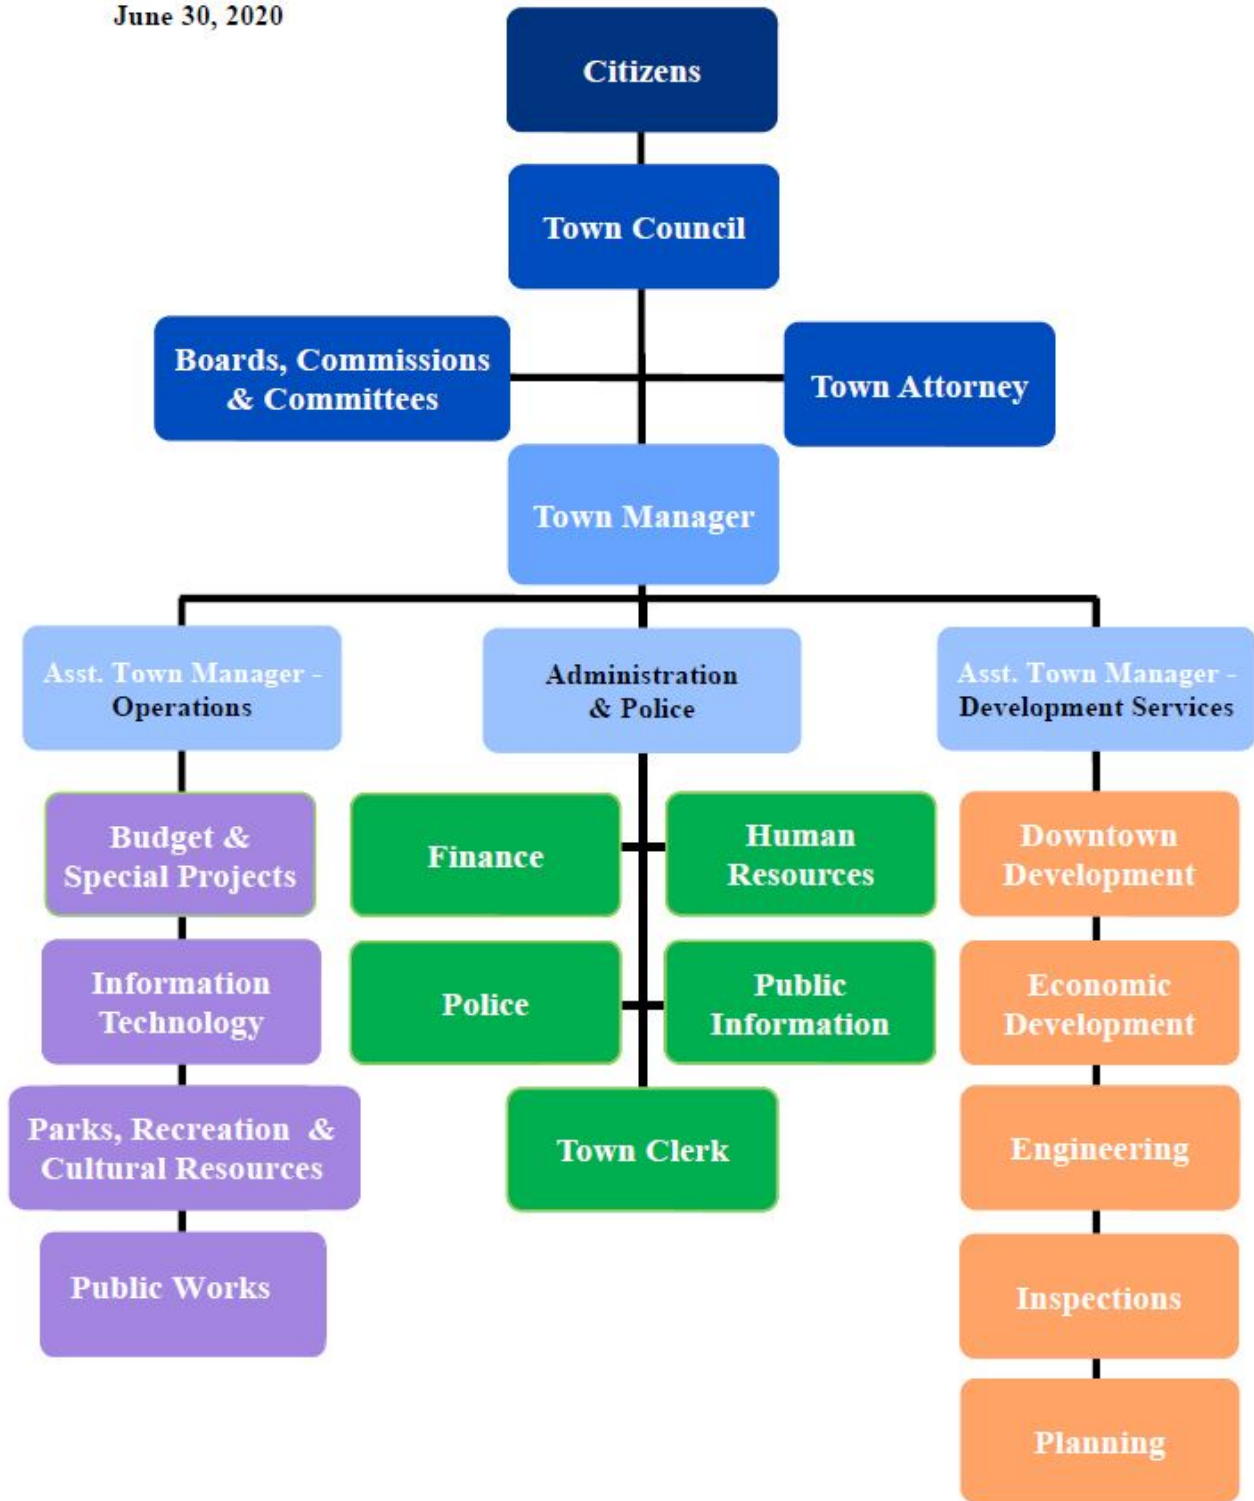 June 30, 2020
Citizens
Town Council
Boards, Commissions
& Committees
Town Attorney
Town Manager
Asst. Town Manager -
Operations
Administration
& Police
Asst. Town Manager -
Development Services
Budget &
Special Projects
Finance
Human
Resources
Downtown
Development
Information
Technology
Police
Public
Information
Economic
Development
Parks, Recreation &
Cultural Resources
Town Clerk
Engineering
Public Works
Inspections
Planning